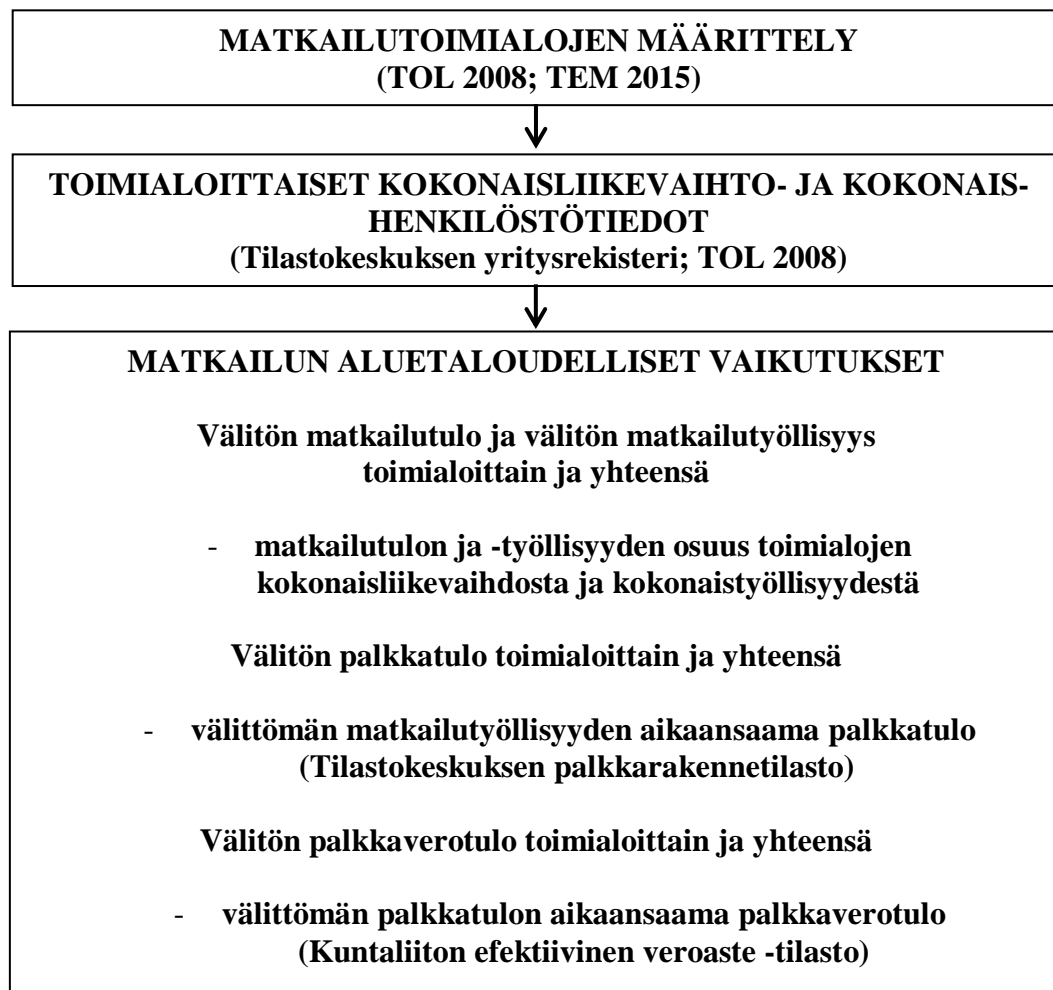 MATKAILUTOIMIALOJEN MÄÄRITTELY
(TOL 2008; TEM 2015)
TOIMIALOITTAISET KOKONAISLIIKEVAIHTO- JA KOKONAIS-
HENKILÖSTÖTIEDOT
(Tilastokeskuksen yritysrekisteri; TOL 2008)
MATKAILUN ALUETALOUDELLISET VAIKUTUKSET
Välitön matkailutulo ja välitön matkailutyöllisyys
toimialoittain ja yhteensä
- matkailutulon ja -työllisyyden osuus toimialojen
kokonaisliikevaihdosta ja kokonaistyöllisyydestä
Välitön palkkatulo toimialoittain ja yhteensä
- välittömän matkailutyöllisyyden aikaansaama palkkatulo
(Tilastokeskuksen palkkarakennetilasto)
Välitön palkkaverotulo toimialoittain ja yhteensä
- välittömän palkkatulon aikaansaama palkkaverotulo
(Kuntaliiton efektiivinen veroaste -tilasto)